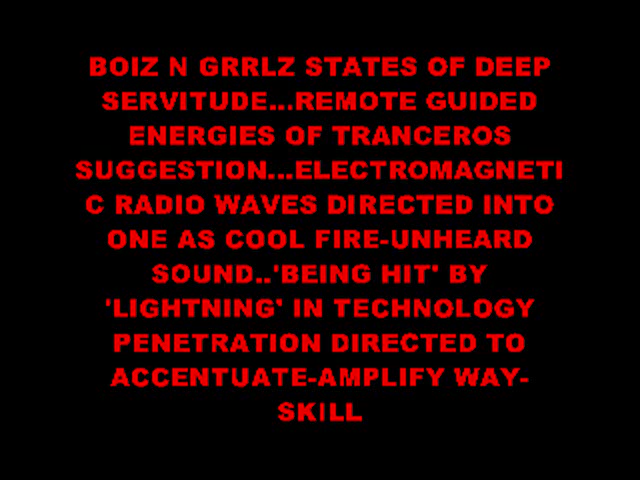 BOIZ N GRRLZ STATES OF DEEP
SERVITUDE...REMOTE GUIDED
ENERGIES OF TRANCEROS
SUGGESTION...ELECTROMAGNETI
C RADIO WAVES DIRECTED INTO
ONE AS COOL FIRE-UNHEARD
SOUND..'BEING HIT' BY
'LIGHTNING' IN TECHNOLOGY
PENETRATION DIRECTED TO
ACCENTUATE-AMPLIFY WAY-
SKILL